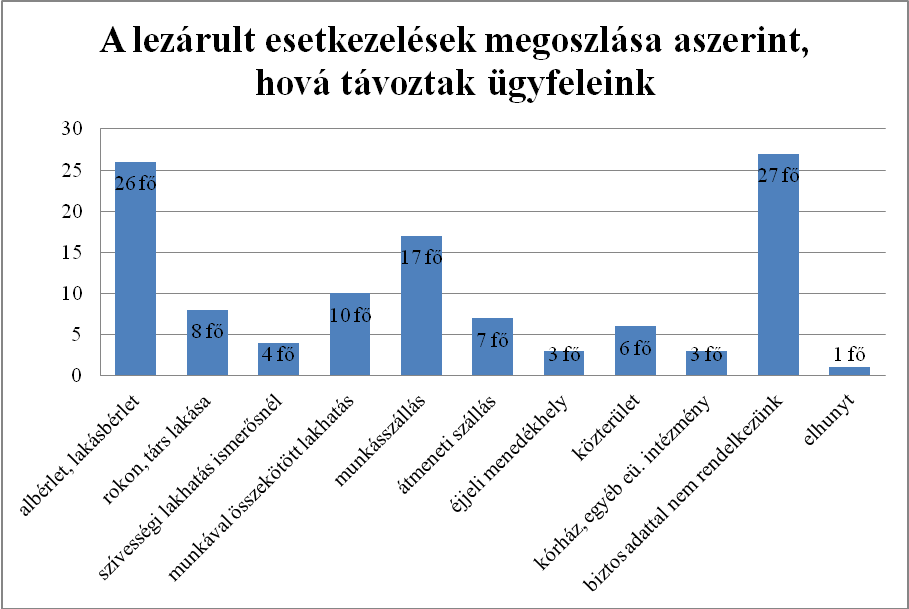 A lezárult esetkezelések megoszlása aszerint,
hová távoztak ügyfeleink
30
25
20
15
10
5
0
26 fő
8 fő
4 fő
10 fő
17 fő
7 fő
3 fő
6 fő
3 fő
27 fő
1 fő
albérlet, lakásbérlet
rokon, társ lakása
szívességi lakhatás ismerősnél
munkával összekötött lakhatás
munkásszállás
átmeneti szállás
éjjeli menedékhely
közterület
kórház, egyéb eü. intézmény
biztos adattal nem rendelkezünk
elhunyt